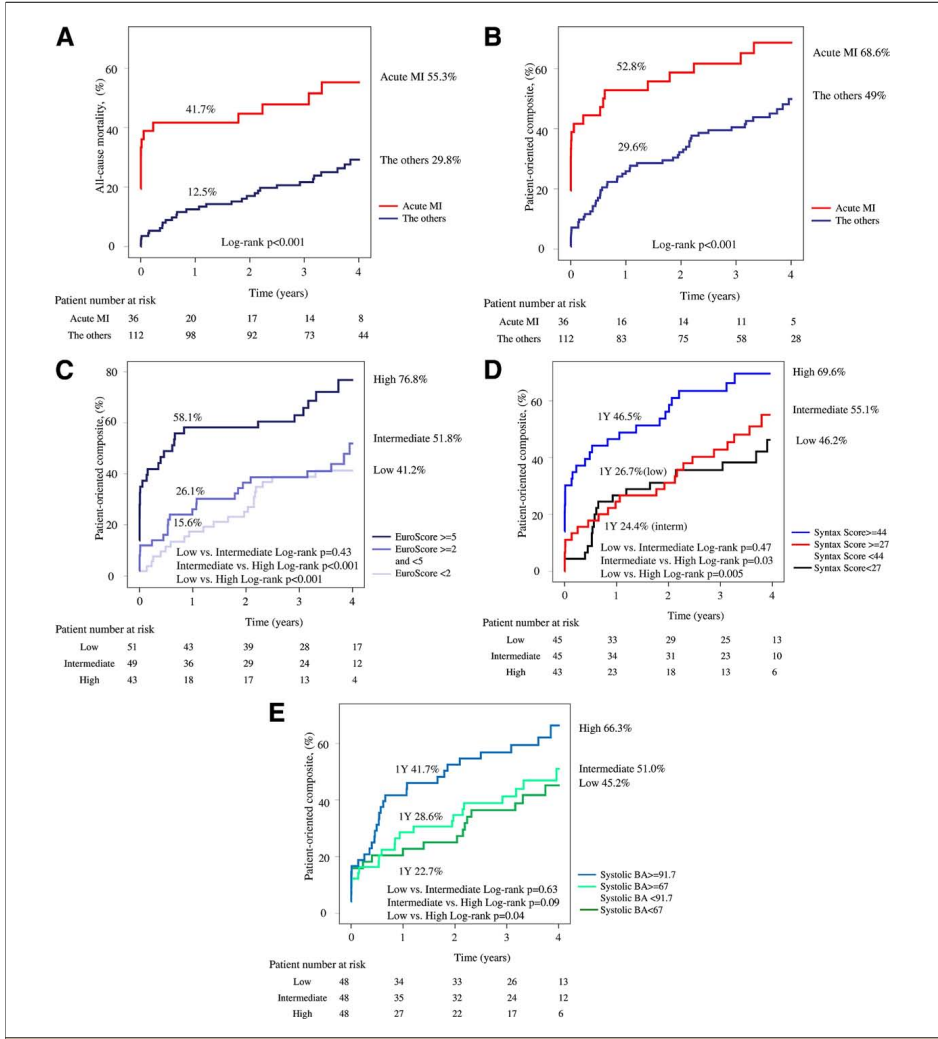 A
All-cause mortality, (%)
60
40
20
0
41.7%
12.5%
Acute MI 55.3%
The others 29.8%
Acute MI
The others
Log-rank p<0.001
0 1 2 3 4
Time (years)
Patient number at risk
Acute MI 36 20 17 14 8
The others 112 98 92 73 44
B
Patient-oriented composite, (%)
60
40
20
0
52.8%
29.6%
Acute MI 68.6%
The others 49%
Acute MI
The others
Log-rank p<0.001
0 1 2 3 4
Time (years)
Patient number at risk
Acute MI 36 16 14 11 5
The others 112 83 75 58 28
C
Patient-oriented composite, (%)
80
60
40
20
0
58.1%
26.1%
15.6%
High 76.8%
Intermediate 51.8%
Low 41.2%
EuroScore >=5
EuroScore >=2
and <5
EuroScore <2
Low vs. Intermediate Log-rank p=0.43
Intermediate vs. High Log-rank p<0.001
Low vs. High Log-rank p<0.001
0 1 2 3 4
Time (years)
Patient number at risk
Low 51 43 39 28 17
Intermediate 49 36 29 24 12
High 43 18 17 13 4
D
Patient-oriented composite, (%)
60
40
20
0
1Y 46.5%
1Y 26.7%(low)
1Y 24.4% (interm)
High 69.6%
Intermediate 55.1%
Low 46.2%
Syntax Score>=44
Syntax Score>=27
Syntax Score <44
Syntax Score<27
Low vs. Intermediate Log-rank p=0.47
Intermediate vs. High Log-rank p=0.03
Low vs. High Log-rank p=0.005
0 1 2 3 4
Time (years)
Patient number at risk
Low 45 33 29 25 13
Intermediate 45 34 31 23 10
High 43 23 18 13 6
E
Patient-oriented composite, (%)
60
40
20
0
1Y 41.7%
1Y 28.6%
1Y 22.7%
High 66.3%
Intermediate 51.0%
Low 45.2%
Systolic BA>=91.7
Systolic BA>=67
Systolic BA <91.7
Systolic BA<67
Low vs. Intermediate Log-rank p=0.63
Intermediate vs. High Log-rank p=0.09
Low vs. High Log-rank p=0.04
0 1 2 3 4
Time (years)
Patient number at risk
Low 48 34 33 26 13
Intermediate 48 35 32 24 12
High 48 27 22 17 6